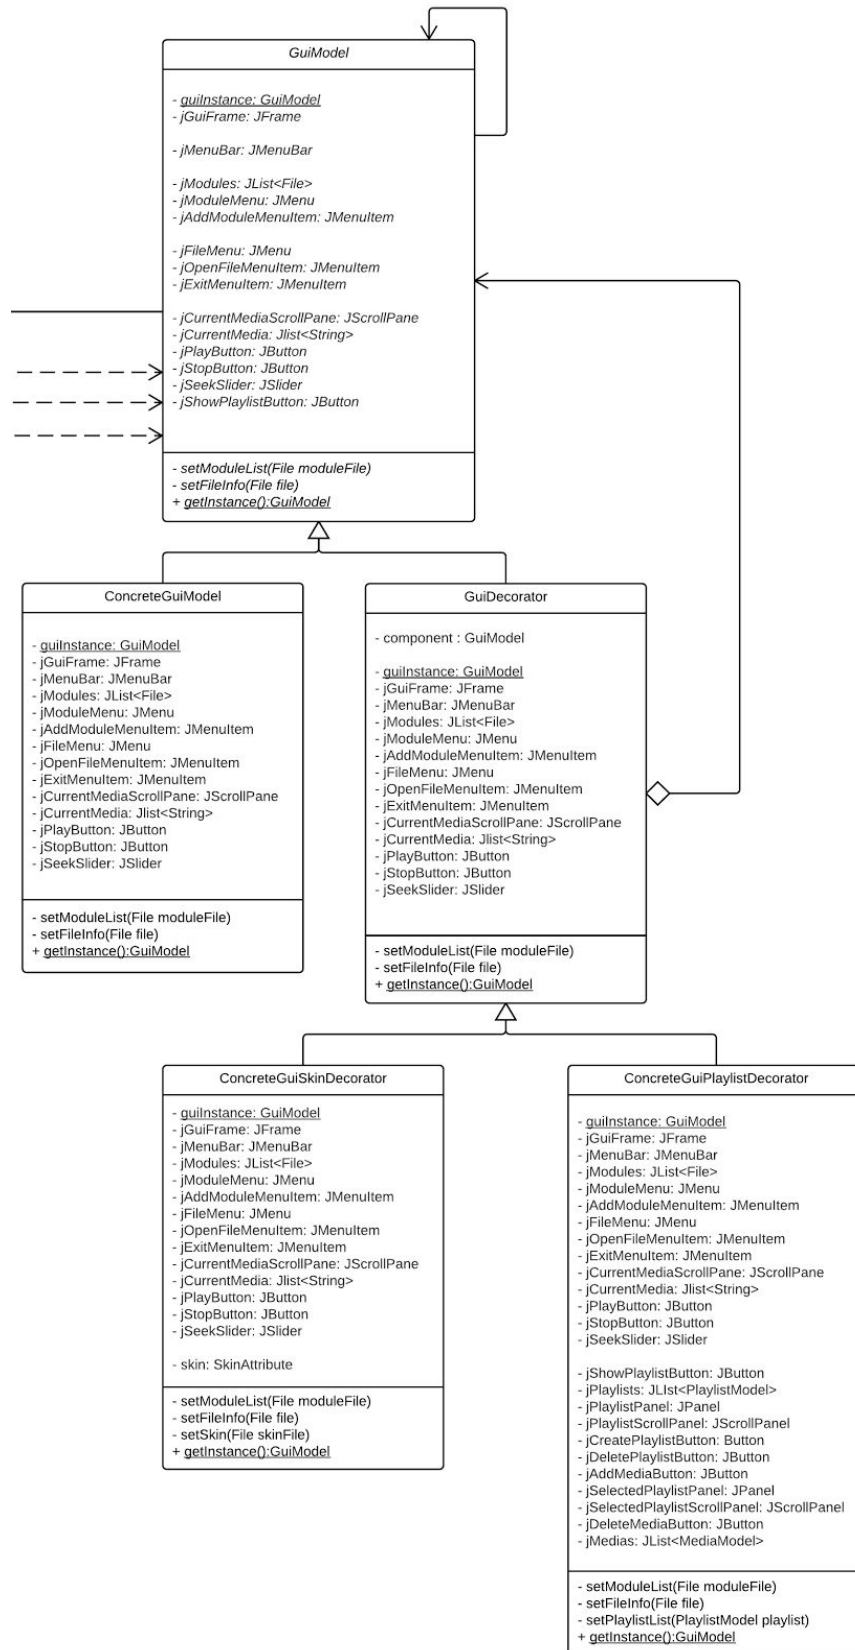 GuiModel
- guiInstance: GuiModel
- jGuiFrame: JFrame
- jMenuBar: JMenuBar
- jModules: JList<File>
- jModuleMenu: JMenu
- jAddModuleMenuItem: JMenuItem
- jFileMenu: JMenu
- jOpenFileMenuItem: JMenuItem
- jExitMenuItem: JMenuItem
- jCurrentMediaScrollPane: JScrollPane
- jCurrentMedia: Jlist<String>
- jPlayButton: JButton
- jStopButton: JButton
- jSeekSlider: JSlider
- jShowPlaylistButton: JButton
- setModuleList(File moduleFile)
- setFileInfo(File file)
+ getInstance():GuiModel
ConcreteGuiModel
- guiInstance: GuiModel
- jGuiFrame: JFrame
- jMenuBar: JMenuBar
- jModules: JList<File>
- jModuleMenu: JMenu
- jAddModuleMenuItem: JMenuItem
- jFileMenu: JMenu
- jOpenFileMenuItem: JMenuItem
- jExitMenuItem: JMenuItem
- jCurrentMediaScrollPane: JScrollPane
- jCurrentMedia: Jlist<String>
- jPlayButton: JButton
- jStopButton: JButton
- jSeekSlider: JSlider
- setModuleList(File moduleFile)
- setFileInfo(File file)
+ getInstance():GuiModel
GuiDecorator
- component : GuiModel
- guiInstance: GuiModel
- jGuiFrame: JFrame
- jMenuBar: JMenuBar
- jModules: JList<File>
- jModuleMenu: JMenu
- jAddModuleMenuItem: JMenuItem
- jFileMenu: JMenu
- jOpenFileMenuItem: JMenuItem
- jExitMenuItem: JMenuItem
- jCurrentMediaScrollPane: JScrollPane
- jCurrentMedia: Jlist<String>
- jPlayButton: JButton
- jStopButton: JButton
- jSeekSlider: JSlider
- setModuleList(File moduleFile)
- setFileInfo(File file)
+ getInstance():GuiModel
ConcreteGuiSkinDecorator
- guiInstance: GuiModel
- jGuiFrame: JFrame
- jMenuBar: JMenuBar
- jModules: JList<File>
- jModuleMenu: JMenu
- jAddModuleMenuItem: JMenuItem
- jFileMenu: JMenu
- jOpenFileMenuItem: JMenuItem
- jExitMenuItem: JMenuItem
- jCurrentMediaScrollPane: JScrollPane
- jCurrentMedia: Jlist<String>
- jPlayButton: JButton
- jStopButton: JButton
- jSeekSlider: JSlider
- skin: SkinAttribute
- setModuleList(File moduleFile)
- setFileInfo(File file)
- setSkin(File skinFile)
+ getInstance():GuiModel
ConcreteGuiPlaylistDecorator
- guiInstance: GuiModel
- jGuiFrame: JFrame
- jMenuBar: JMenuBar
- jModules: JList<File>
- jModuleMenu: JMenu
- jAddModuleMenuItem: JMenuItem
- jFileMenu: JMenu
- jOpenFileMenuItem: JMenuItem
- jExitMenuItem: JMenuItem
- jCurrentMediaScrollPane: JScrollPane
- jCurrentMedia: Jlist<String>
- jPlayButton: JButton
- jStopButton: JButton
- jSeekSlider: JSlider
- jShowPlaylistButton: JButton
- jPlaylists: JLIst<PlaylistModel>
- jPlaylistPanel: JPanel
- jPlaylistScrollPanel: JScrollPanel
- jCreatePlaylistButton: Button
- jDeletePlaylistButton: JButton
- jAddMediaButton: JButton
- jSelectedPlaylistPanel: JPanel
- jSelectedPlaylistScrollPanel: JScrollPanel
- jDeleteMediaButton: JButton
- jMedias: JList<MediaModel>
- setModuleList(File moduleFile)
- setFileInfo(File file)
- setPlaylistList(PlaylistModel playlist)
+ getInstance():GuiModel